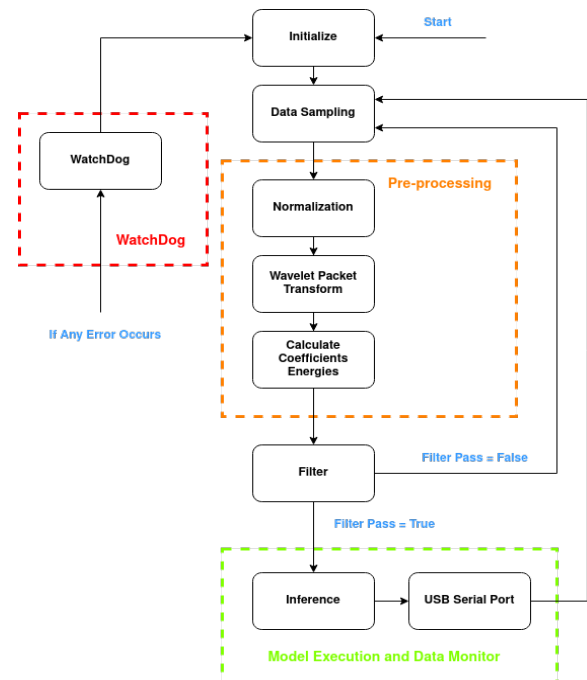 Start
Initialize
Data Sampling
WatchDog
WatchDog
If Any Error Occurs
Pre-processing
Normalization
Wavelet Packet
Transform
Calculate
Coefficients
Energies
Filter
Filter Pass = False
Filter Pass = True
Inference
USB Serial Port
Model Execution and Data Monitor